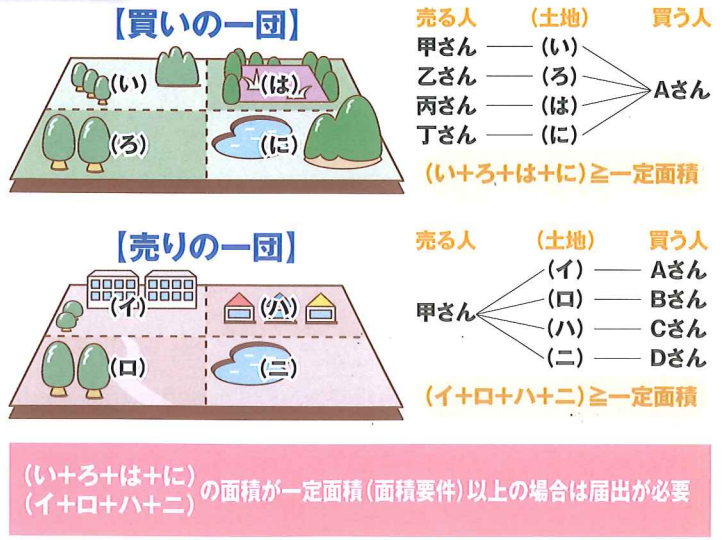 【買いの一団】
(い)
(は)
(ろ)
(に)
売る人 (土地) 買う人
甲さん (い)
乙さん (ろ)
丙さん (は)
丁さん (に)
Aさん
(い+ろ+は+に)≧一定面積
【売りの一団】
(イ)
(ハ)
(ロ)
(ニ)
売る人 (土地) 買う人
甲さん
(イ) Aさん
(ロ) Bさん
(ハ) Cさん
(ニ) Dさん
(イ+ロ+ハ+ニ)≧一定面積
(い+ろ+は+に)
(イ+ロ+ハ+ニ)
の面積が一定面積(面積要件)以上の場合は届出が必要